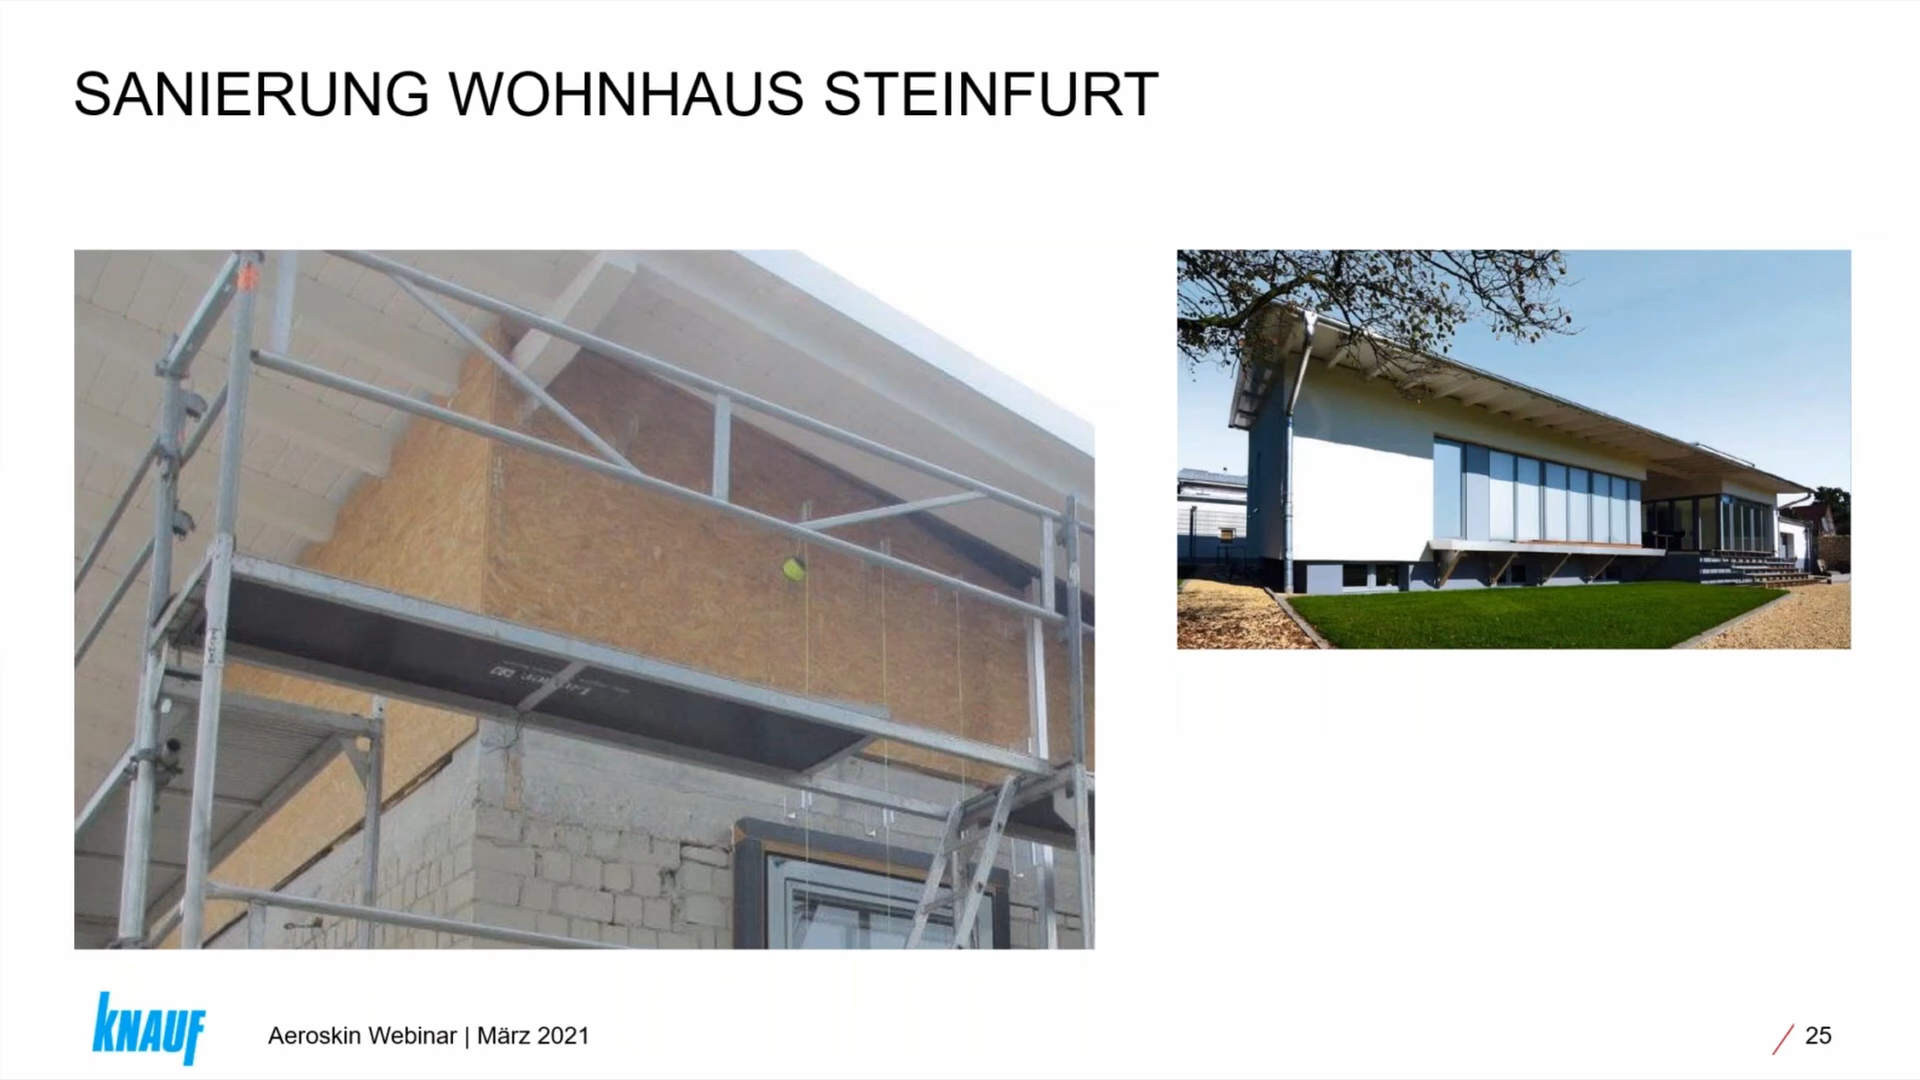 SANIERUNG WOHNHAUS STEINFURT
KNAUF
Aeroskin Webinar | März 2021
25